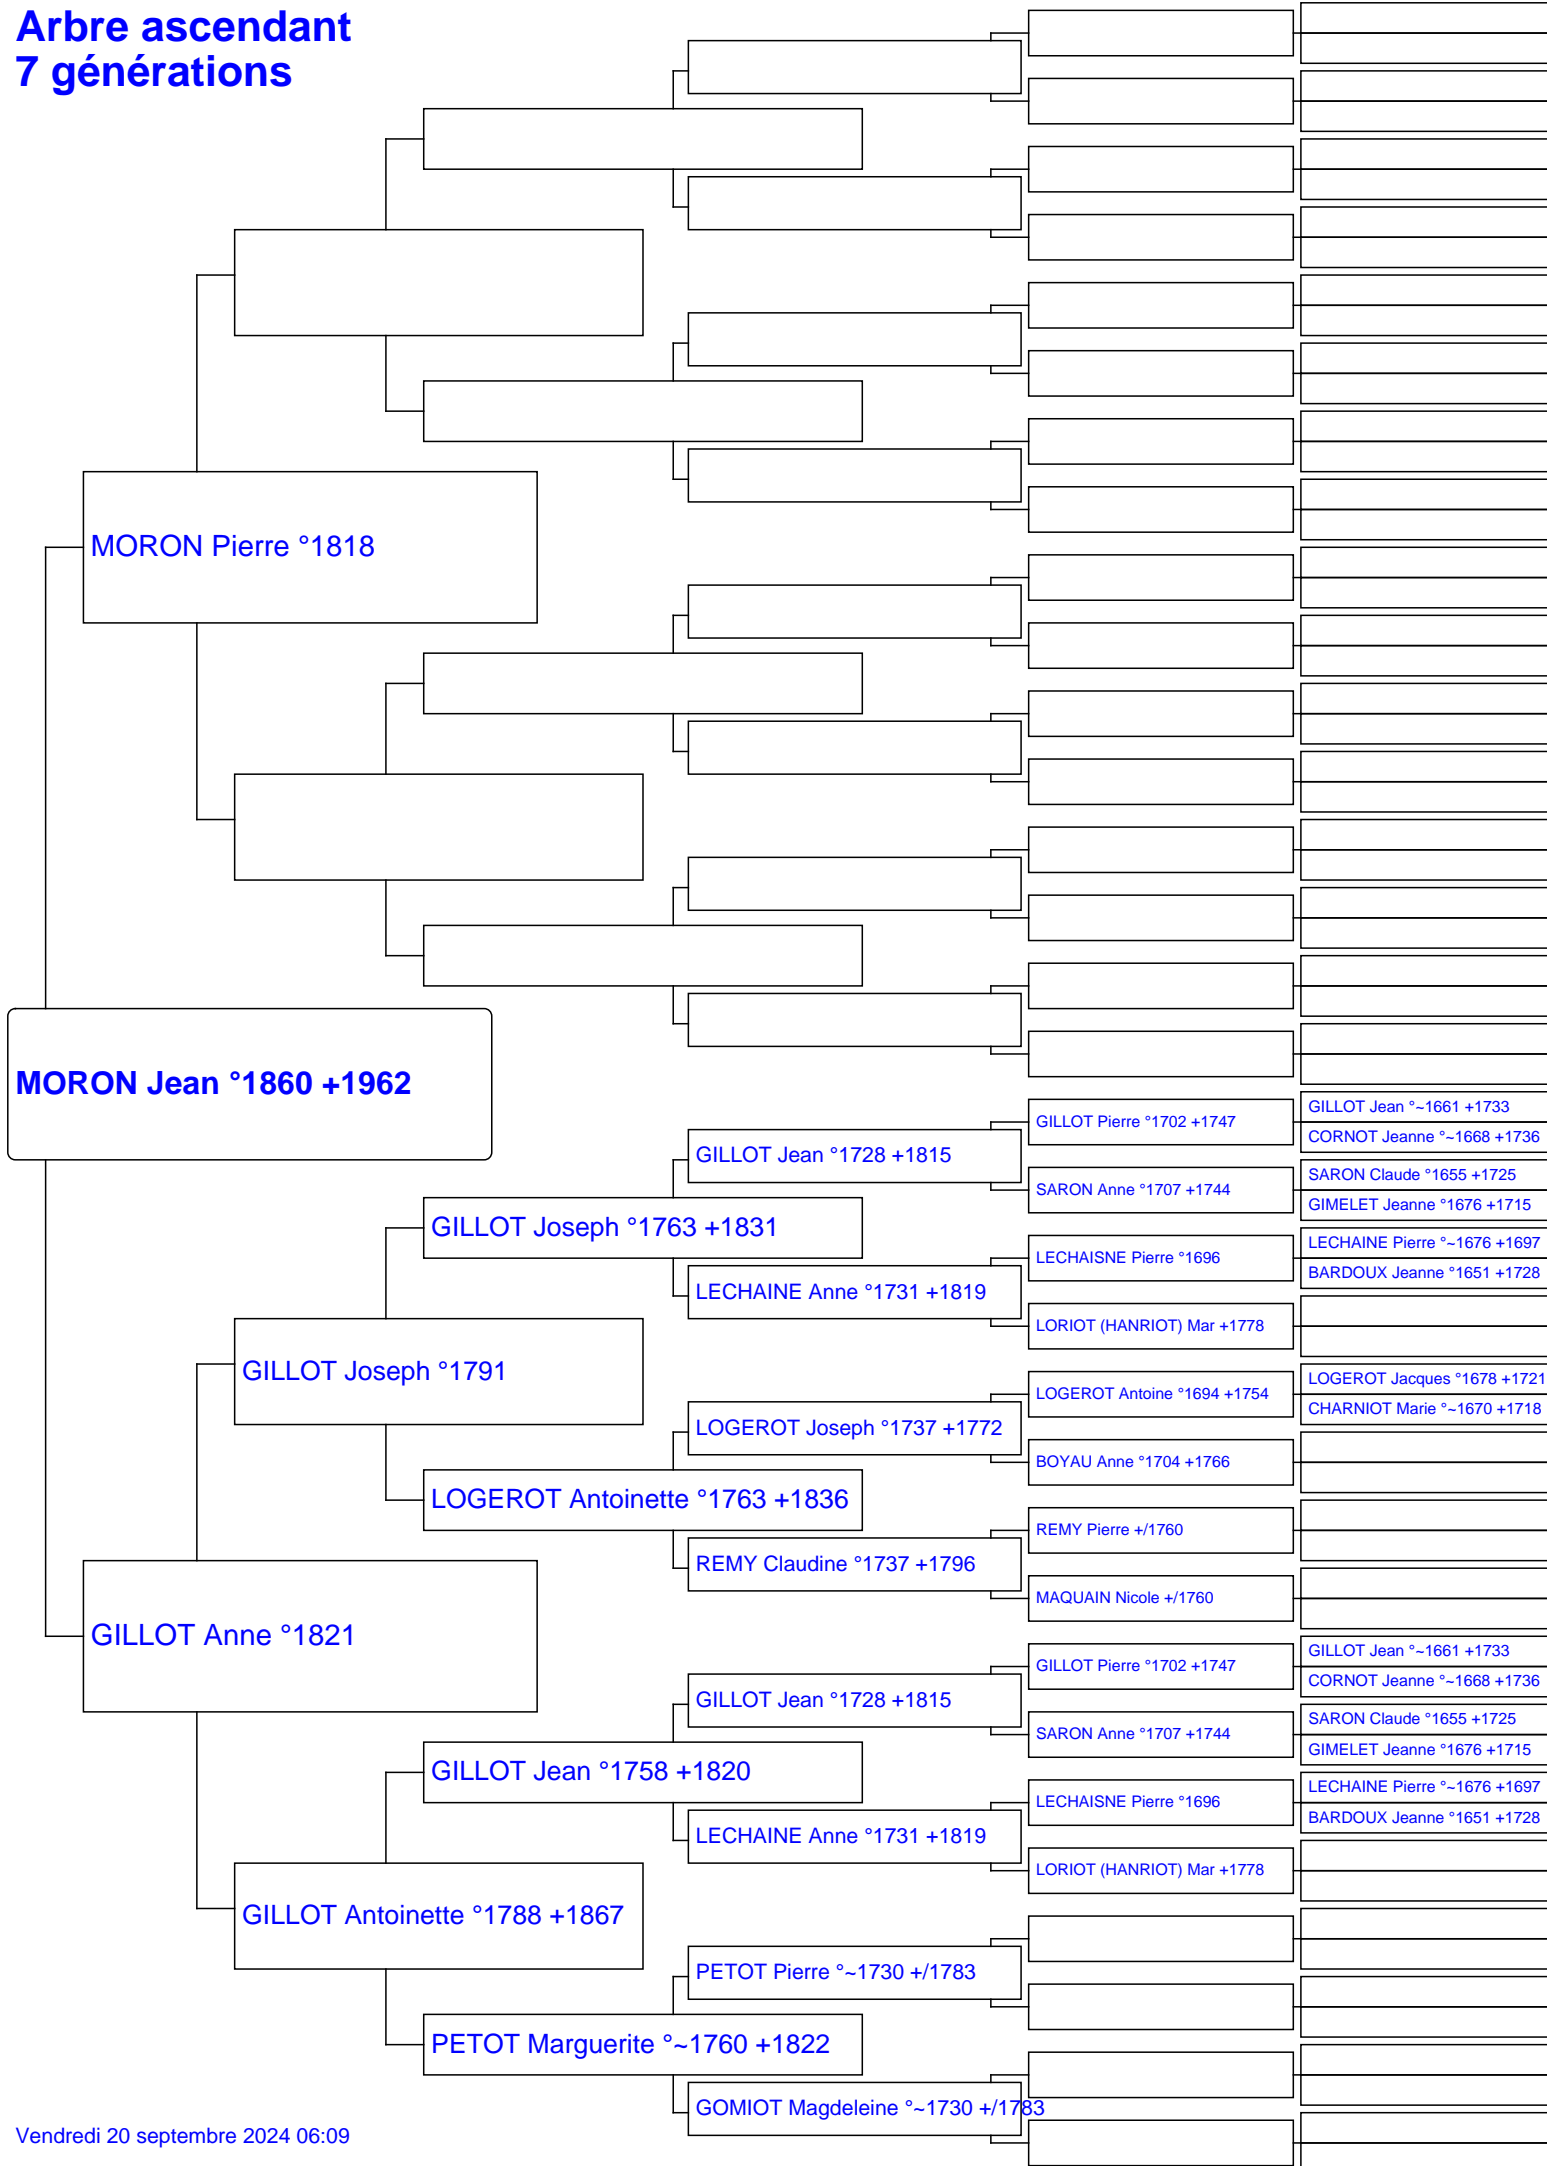 Arbre ascendant
7 générations
MORON Pierre °1818
MORON Jean °1860 +1962
GILLOT Pierre °1702 +1747
GILLOT Jean °~1661 +1733
CORNOT Jeanne °~1668 +1736
GILLOT Jean °1728 +1815
SARON Anne °1707 +1744
SARON Claude °1655 +1725
GIMELET Jeanne °1676 +1715
GILLOT Joseph °1763 +1831
LECHAISNE Pierre °1696
LECHAINE Pierre °~1676 +1697
BARDOUX Jeanne °1651 +1728
LECHAINE Anne °1731 +1819
LORIOT (HANRIOT) Mar +1778
GILLOT Joseph °1791
LOGEROT Antoine °1694 +1754
LOGEROT Jacques °1678 +1721
CHARNIOT Marie °~1670 +1718
LOGEROT Joseph °1737 +1772
BOYAU Anne °1704 +1766
LOGEROT Antoinette °1763 +1836
REMY Pierre +/1760
REMY Claudine °1737 +1796
MAQUAIN Nicole +/1760
GILLOT Anne °1821
GILLOT Pierre °1702 +1747
GILLOT Jean °~1661 +1733
CORNOT Jeanne °~1668 +1736
GILLOT Jean °1728 +1815
SARON Anne °1707 +1744
SARON Claude °1655 +1725
GIMELET Jeanne °1676 +1715
GILLOT Jean °1758 +1820
LECHAISNE Pierre °1696
LECHAINE Pierre °~1676 +1697
BARDOUX Jeanne °1651 +1728
LECHAINE Anne °1731 +1819
LORIOT (HANRIOT) Mar +1778
GILLOT Antoinette °1788 +1867
PETOT Pierre °~1730 +/1783
PETOT Marguerite °~1760 +1822
GOMIOT Magdeleine °~1730 +/1783
Vendredi 20 septembre 2024 06:09